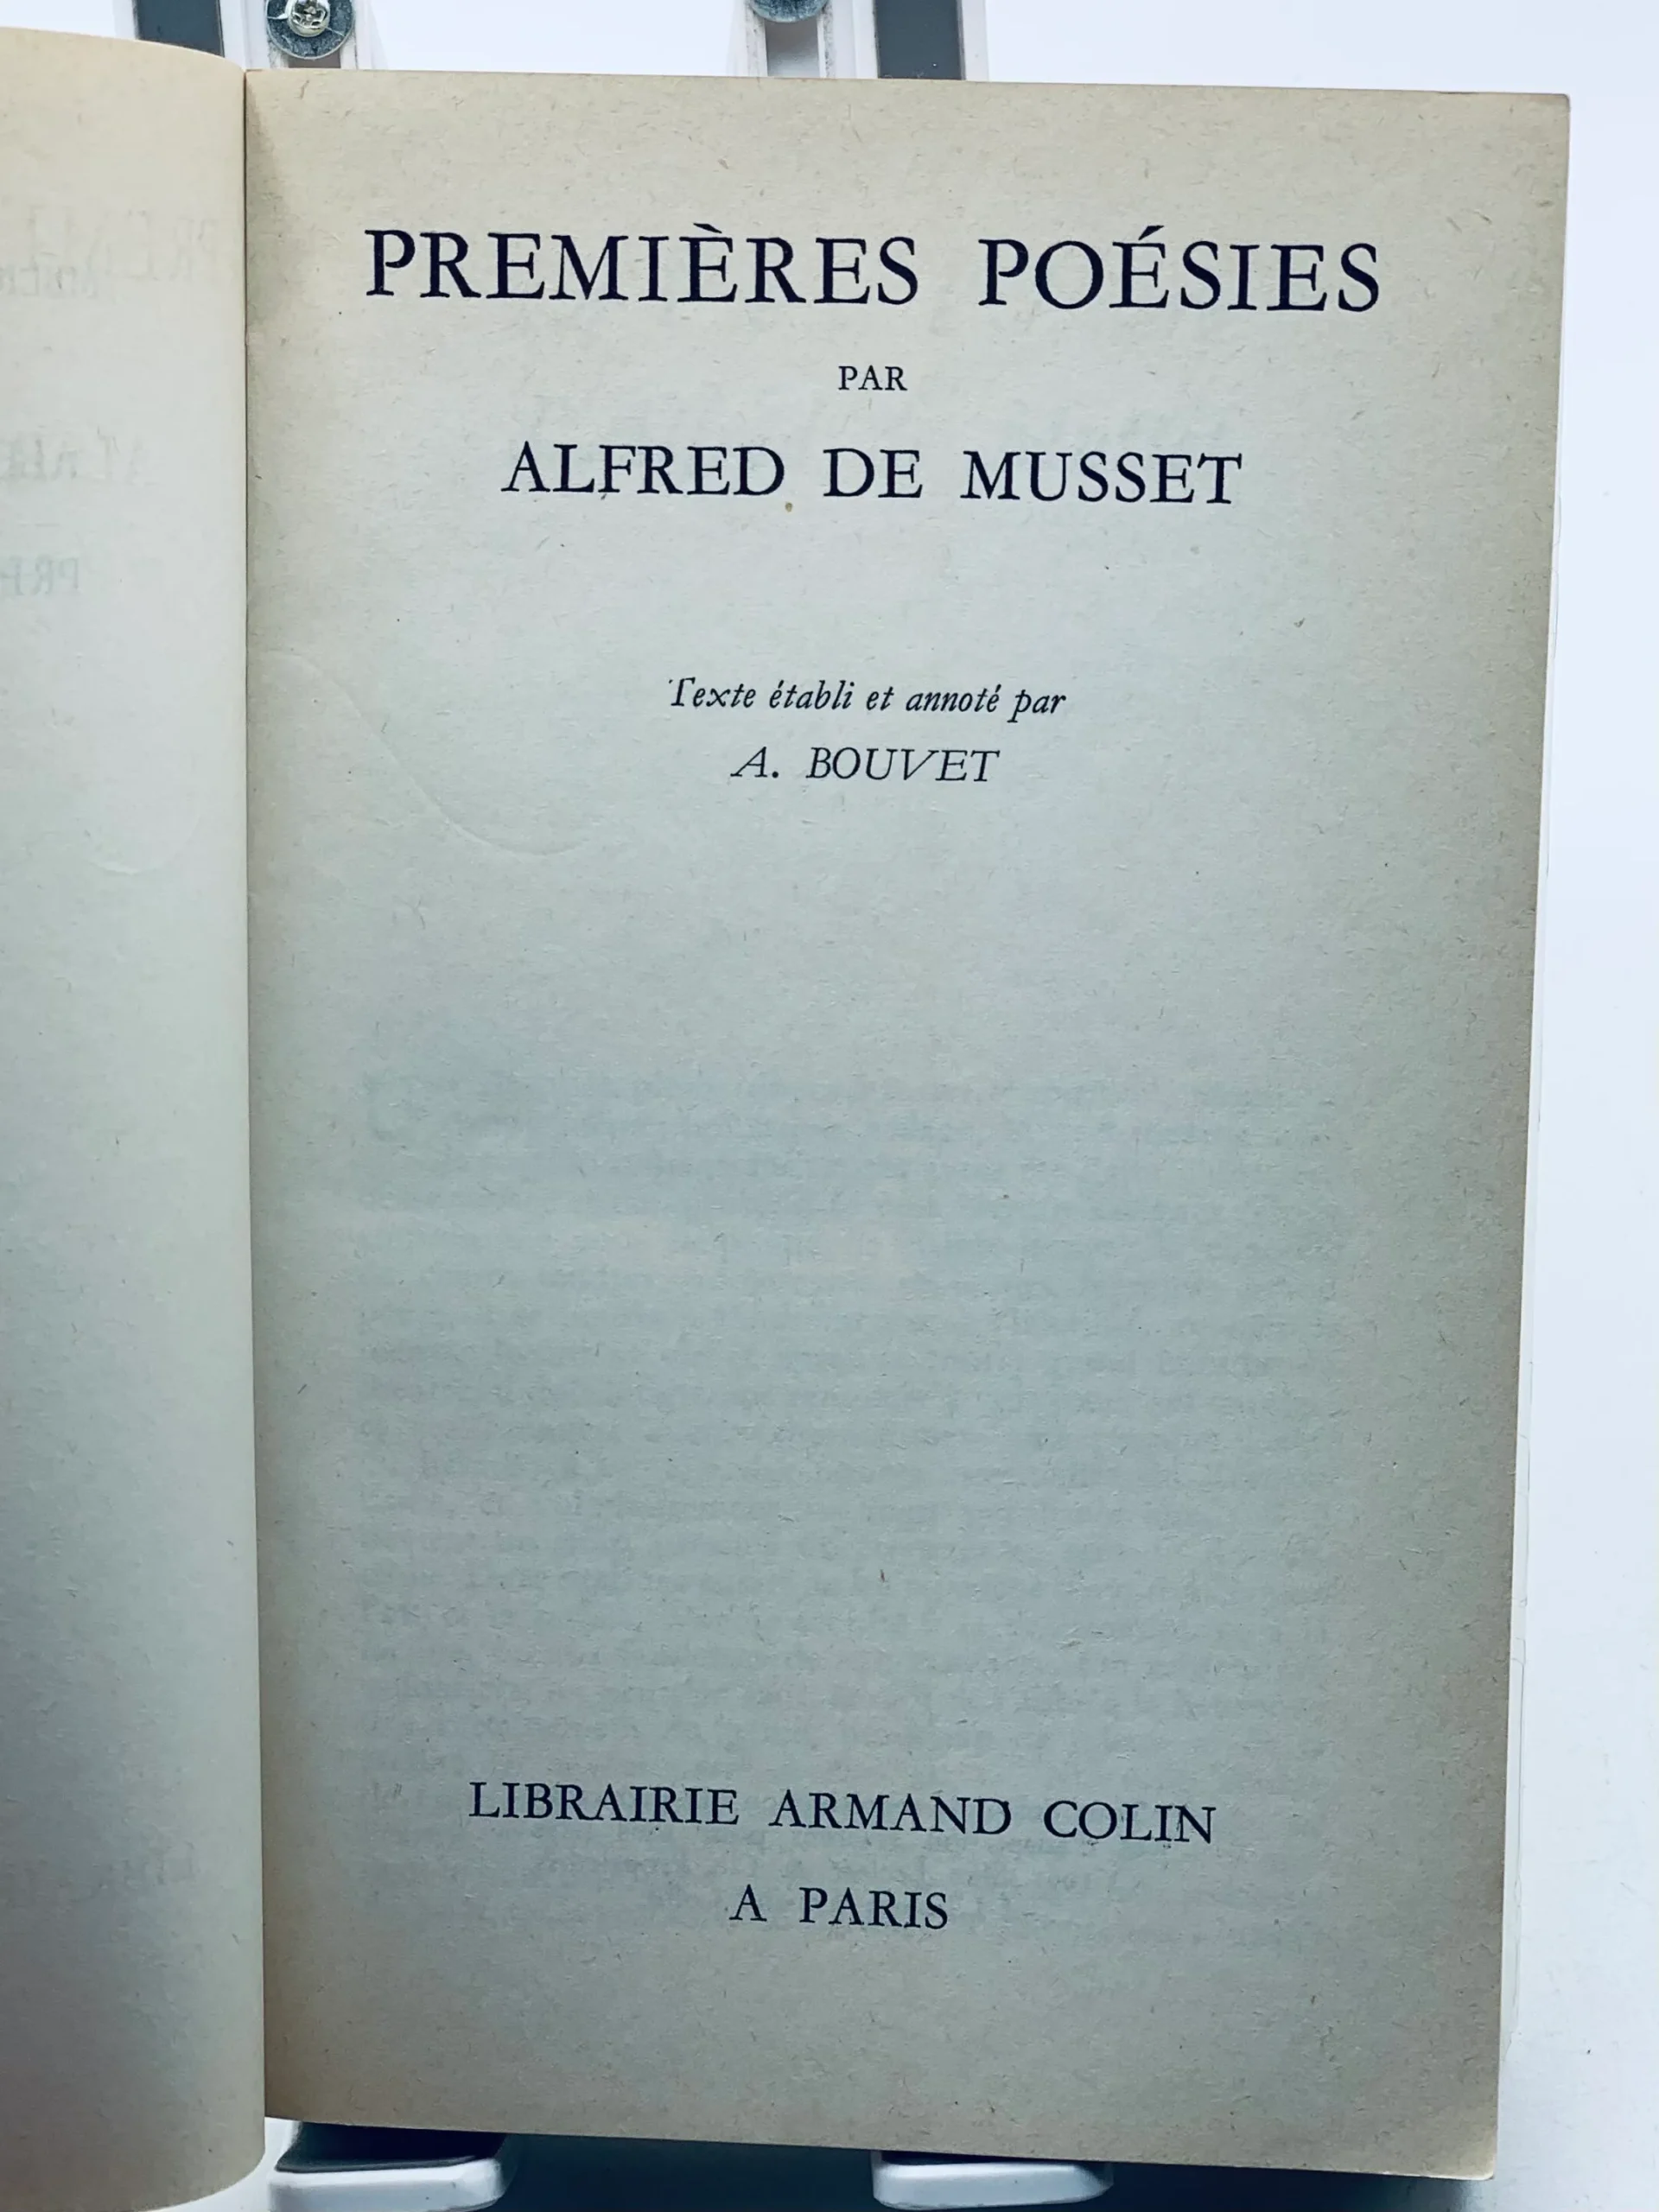 PREMIÈRES POÉSIES
PAR
ALFRED DE MUSSET
Texte établi et annoté par
A. BOUVET
LIBRAIRIE ARMAND COLIN
A PARIS